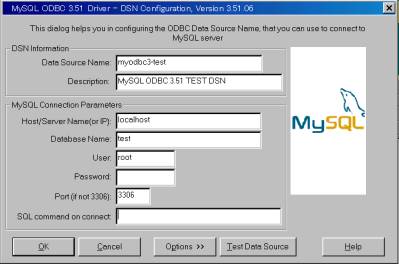 MySQL ODBC 3.51 Driver - DSN Configuration, Version 3.51.06
This dialog helps you in configuring the ODBC Data Source Name, that you can use to connect to
MySQL server
DSN Information
Data Source Name: myodbc3-test
Description: MySQL ODBC 3.51 TEST DSN
MySQL Connection Parameters
Host/Server Name(or IP): localhost
Database Name: test
User: root
Password:
Port (if not 3306): 3306
SQL command on connect:
MySQL
OK Cancel Options >> Test Data Source Help